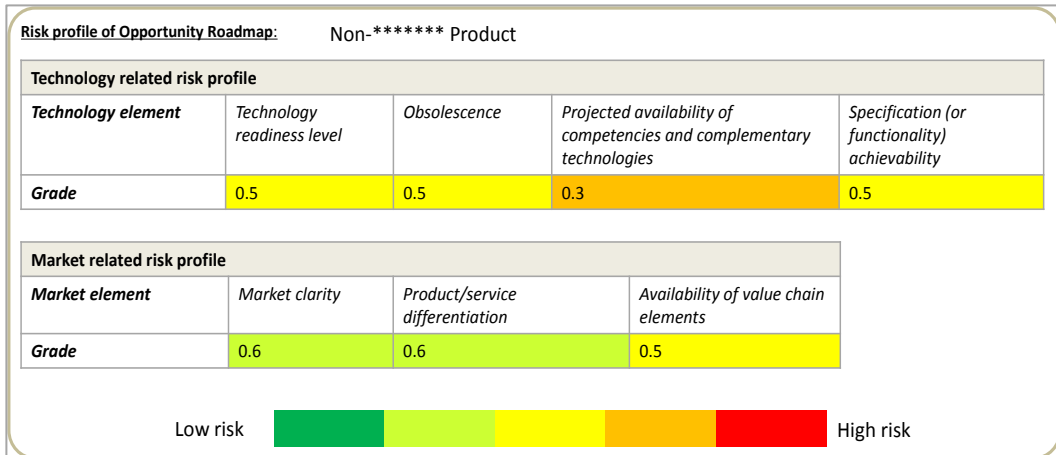 Risk profile of Opportunity Roadmap: Non-******* Product
Technology related risk profile
Technology element
Technology
readiness level
Obsolescence
Projected availability of
competencies and complementary
technologies
Specification (or
functionality)
achievability
Grade
0.5
0.5
0.3
0.5
Market related risk profile
Market element
Market clarity
Product/service
differentiation
Availability of value chain
elements
Grade
0.6
0.6
0.5
Low risk
High risk